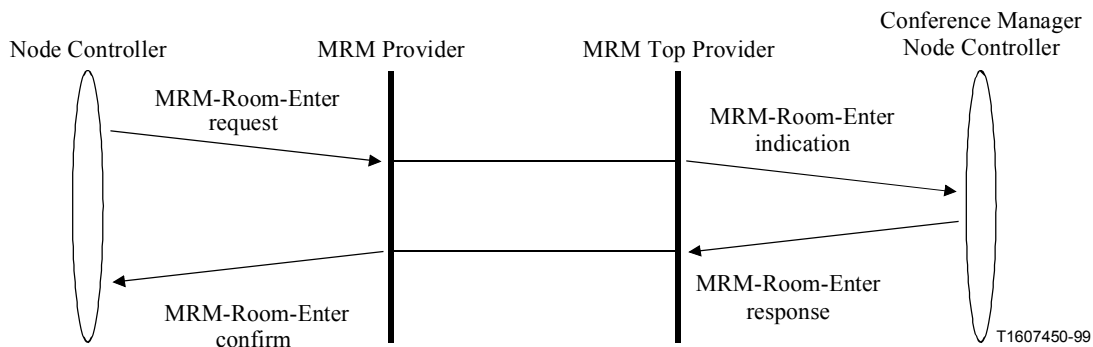 Conference Manager
Node Controller
Node Controller
MRM Provider
MRM Top Provider
MRM-Room-Enter
request
MRM-Room-Enter
indication
MRM-Room-Enter
confirm
MRM-Room-Enter
response
T1607450-99